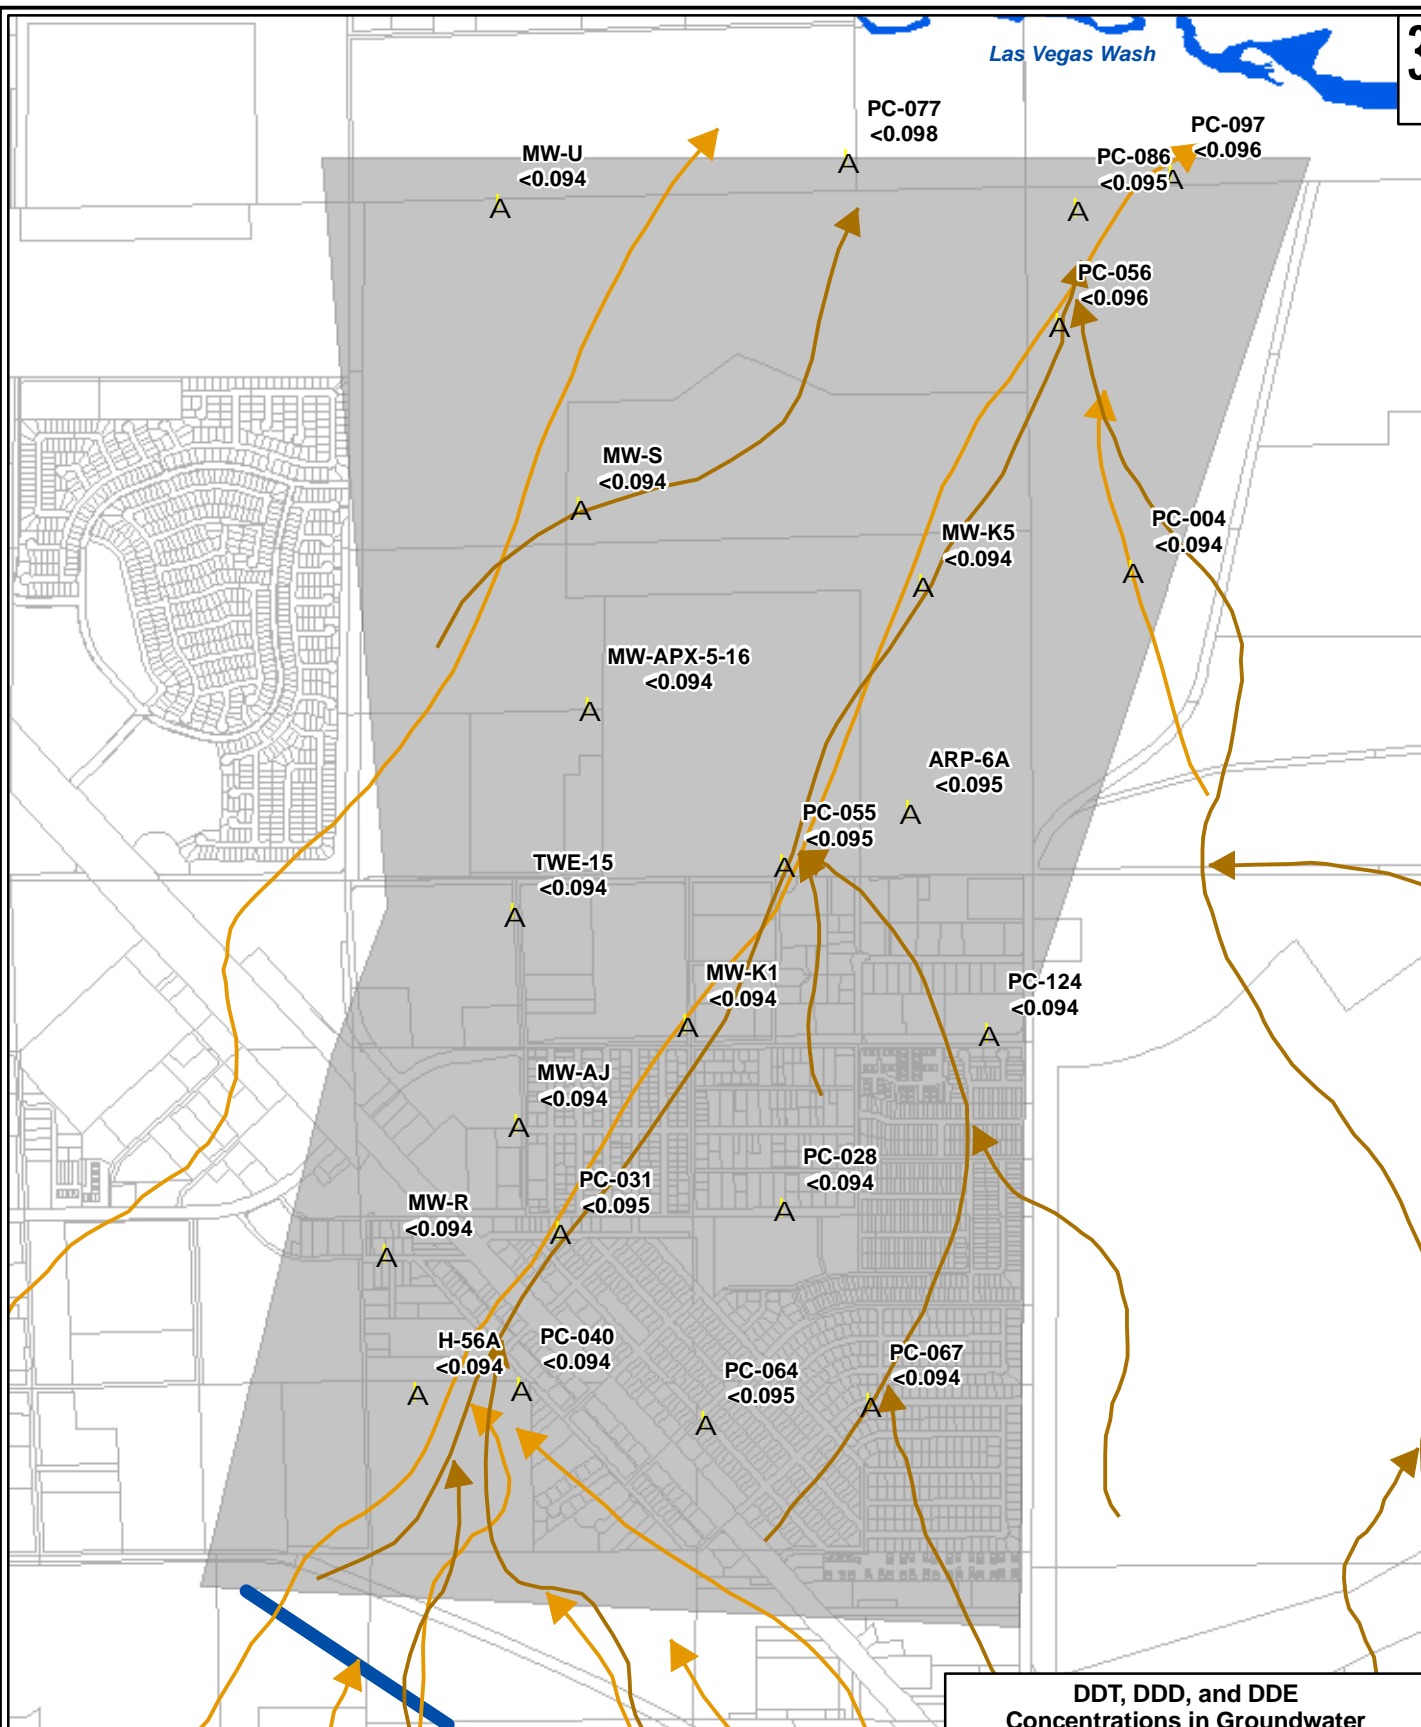 Las Vegas Wash
3
PC-077
<0.098
PC-097
<0.096
MW-U
<0.094
PC-086
<0.095
A
A
A
A
PC-056
<0.096
A
MW-S
<0.094
A
PC-004
<0.094
MW-K5
<0.094
A
A
MW-APX-5-16
<0.094
A
ARP-6A
<0.095
A
PC-055
<0.095
A
TWE-15
<0.094
A
MW-K1
<0.094
A
PC-124
<0.094
A
MW-AJ
<0.094
A
PC-028
<0.094
A
PC-031
<0.095
A
MW-R
<0.094
A
H-56A
<0.094
A
PC-040
<0.094
A
PC-064
<0.095
A
PC-067
<0.094
A
DDT, DDD, and DDE
Concentrations in Groundwater